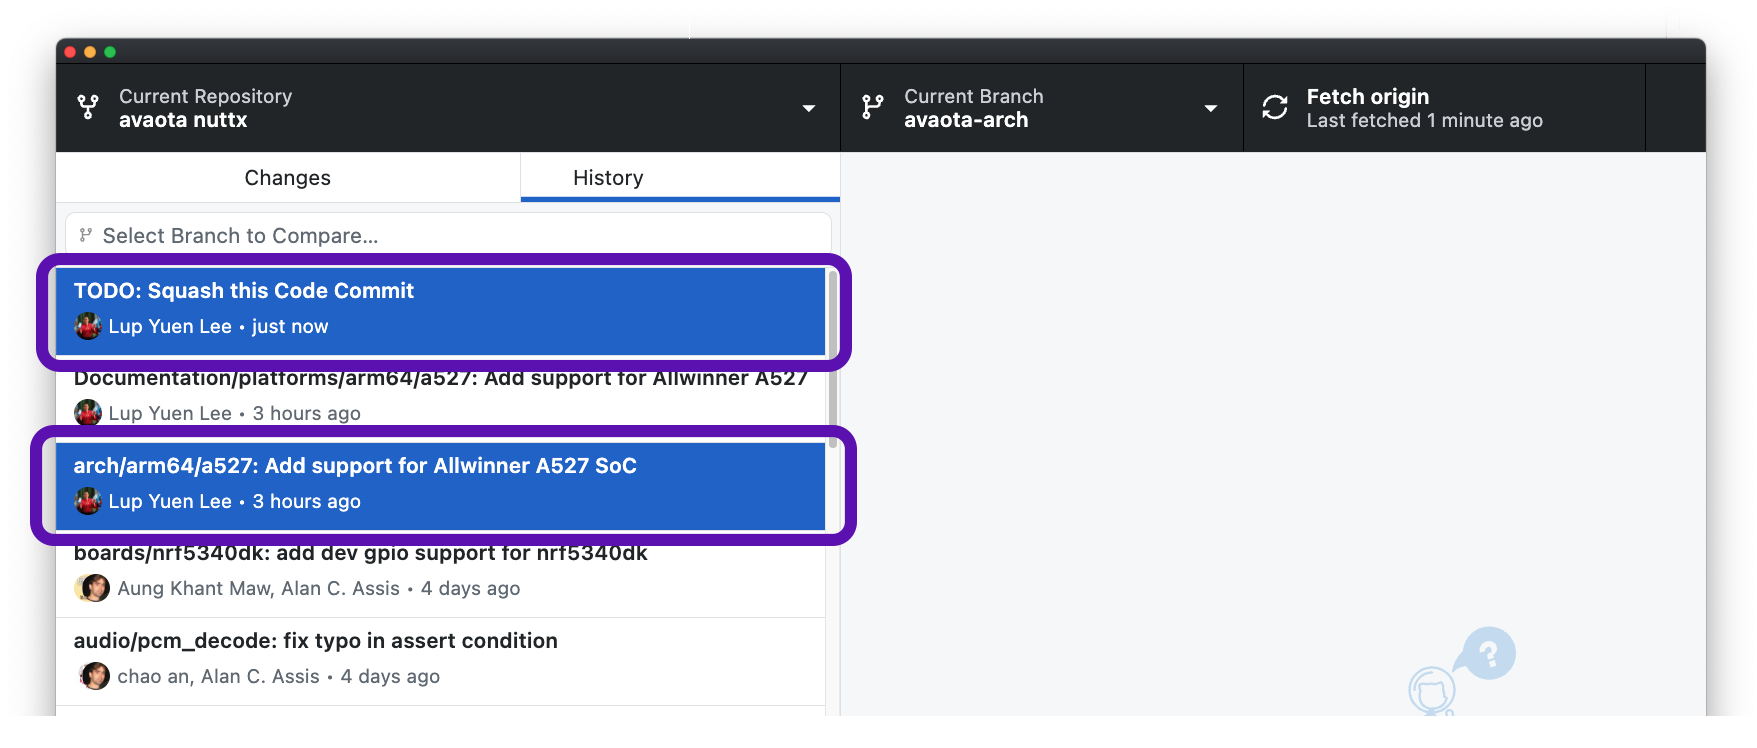 Current Repository
avaota nuttx
Current Branch
avaota-arch
Fetch origin
Last fetched 1 minute ago
Changes
History
Select Branch to Compare...
TODO: Squash this Code Commit
Lup Yuen Lee • just now
Documentation/platforms/arm64/a527: Add support for Allwinner A527
Lup Yuen Lee • 3 hours ago
arch/arm64/a527: Add support for Allwinner A527 SoC
Lup Yuen Lee • 3 hours ago
boards/nrf5340dk: add dev gpio support for nrf5340dk
Aung Khant Maw, Alan C. Assis • 4 days ago
audio/pcm_decode: fix typo in assert condition
chao an, Alan C. Assis • 4 days ago
?